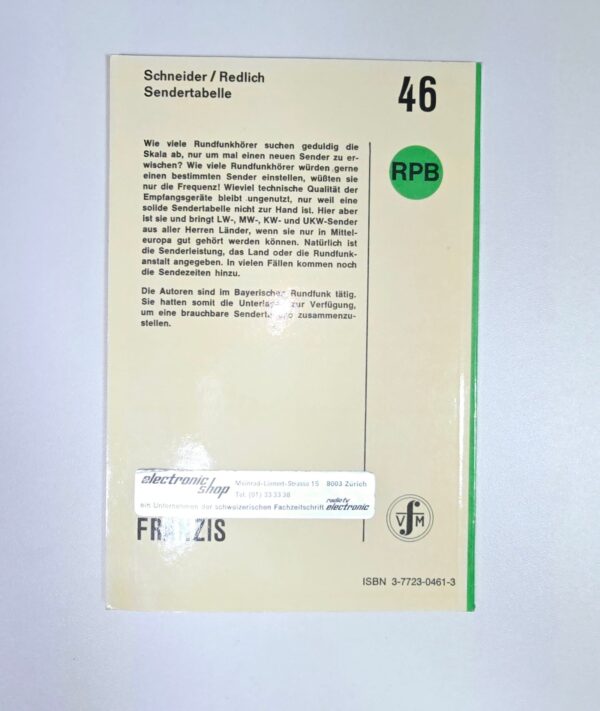 Schneider / Redlich
Sendertabelle
46
RPB
Wie viele Rundfunkhörer suchen geduldig die
Skala ab, nur um mal einen neuen Sender zu er-
wischen? Wie viele Rundfunkhörer würden gerne
einen bestimmten Sender einstellen, wüßten sie
nur die Frequenz! Wieviel technische Qualität der
Empfangsgeräte bleibt ungenutzt, nur weil eine
solide Sendertabelle nicht zur Hand ist. Hier aber
ist sie und bringt LW-, MW-, KW- und UKW-Sender
aus aller Herren Länder, wenn sie nur in Mittel-
europa gut gehört werden können. Natürlich ist
die Senderleistung, das Land oder die Rundfunk-
anstalt angegeben. In vielen Fällen kommen noch
die Sendezeiten hinzu.
Die Autoren sind im Bayerischen Rundfunk tätig.
Sie hatten somit die Unterlagen zur Verfügung,
um eine brauchbare zusammenzu-
stellen.
electronic shop Meinrad-Lienert-Strasse 15 8003 Zürich
Tel. (01) 33 33 38
ein Unternehmen der schweizerischen Fachzeitschrift radio tv electronic
FRANZIS
VfM
ISBN 3-7723-0461-3